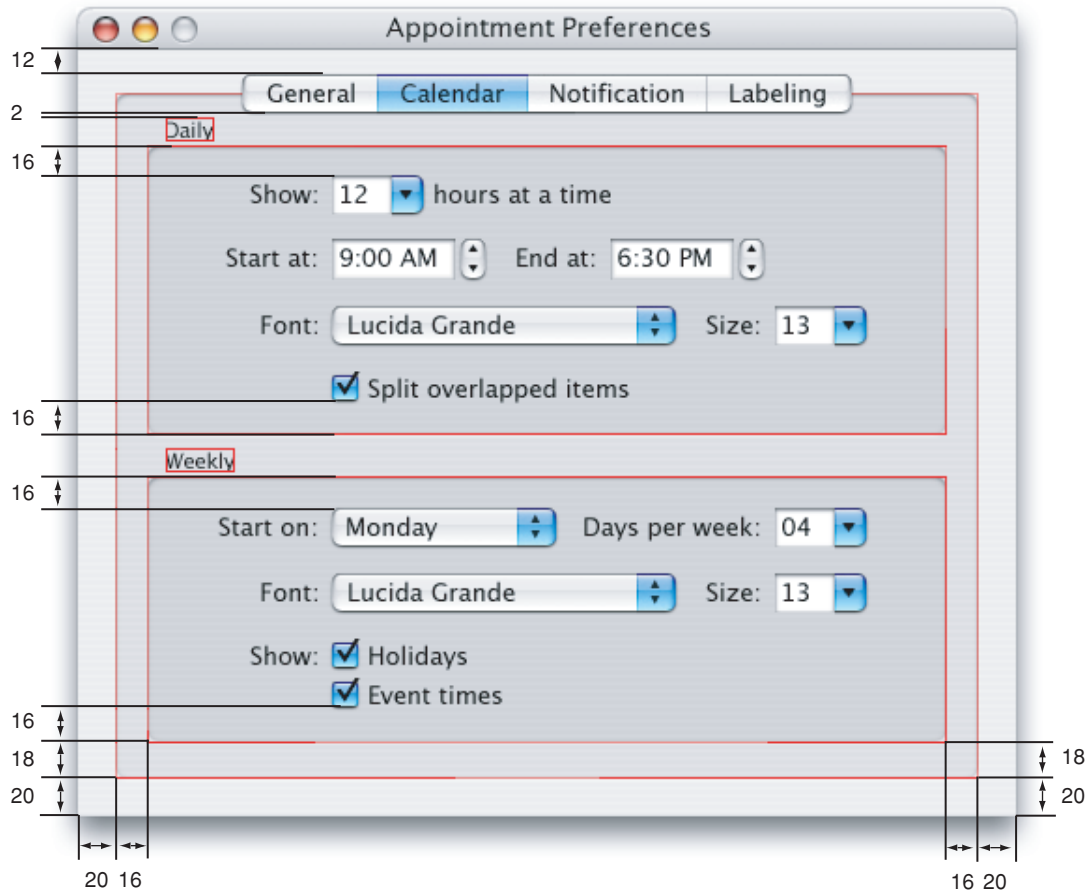 Appointment Preferences
12
General Calendar Notification Labeling
2
Daily
16
Show: 12 hours at a time
Start at: 9:00 AM End at: 6:30 PM
Font: Lucida Grande Size: 13
Split overlapped items
16
Weekly
16
Start on: Monday Days per week: 04
Font: Lucida Grande Size: 13
Show: Holidays
Event times
16
18 18
20 20
20 16 16 20